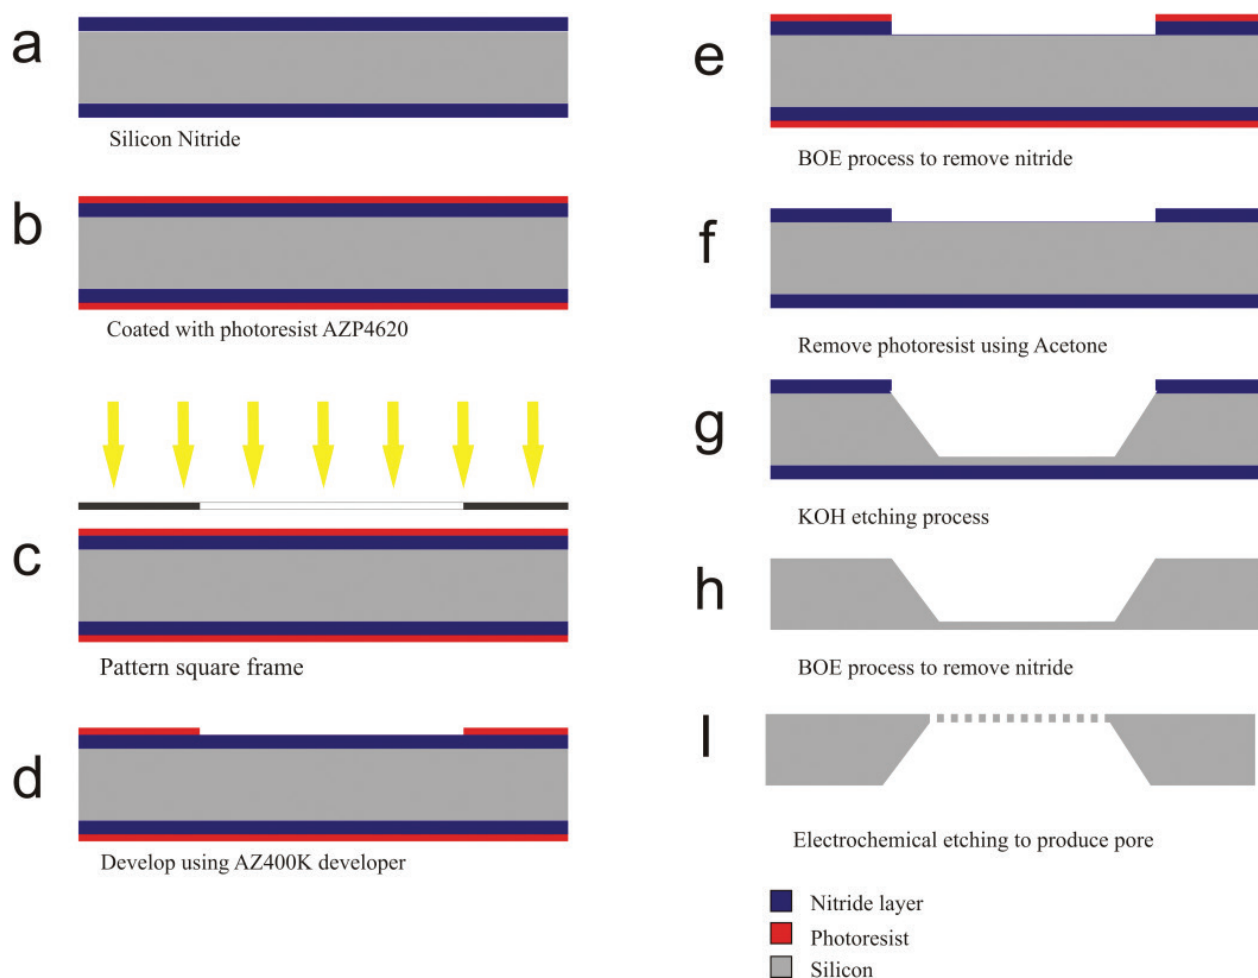 a
Silicon Nitride
b
Coated with photoresist AZP4620
c
Pattern square frame
d
Develop using AZ400K developer
e
BOE process to remove nitride
f
Remove photoresist using Acetone
g
KOH etching process
h
BOE process to remove nitride
I
Electrochemical etching to produce pore
Nitride layer
Photoresist
Silicon